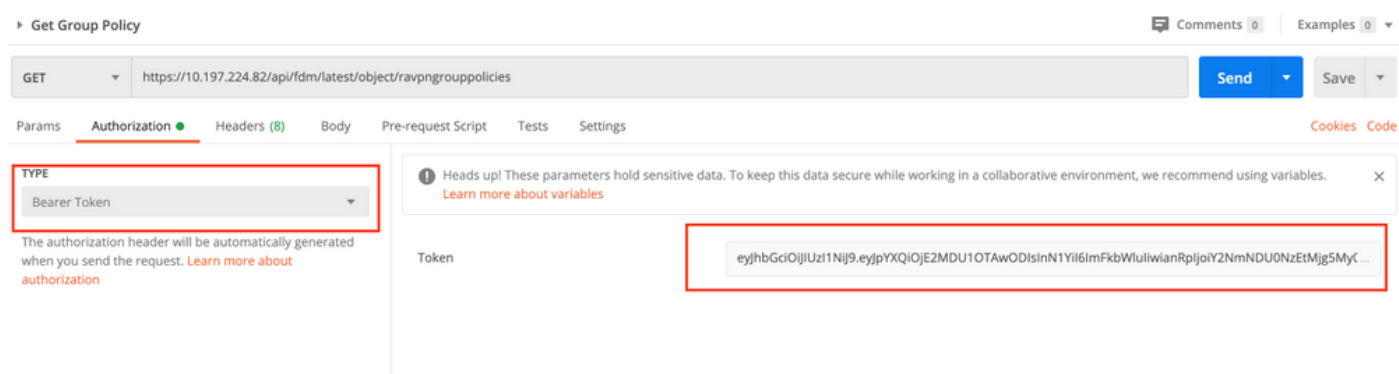 Get Group Policy
Comments 0 Examples 0
GET https://10.197.224.82/api/fdm/latest/object/ravpngrouppolicies Send Save
Params Authorization Headers (8) Body Pre-request Script Tests Settings Cookies Code
TYPE
Bearer Token
The authorization header will be automatically generated
when you send the request. Learn more about
authorization
Heads up! These parameters hold sensitive data. To keep this data secure while working in a collaborative environment, we recommend using variables.
Learn more about variables
Token
eyJhbGciOiJIUzI1NiJ9.eyJpYXQiOjE2MDU1OTAwODIsInN1YiI6ImFkbWluIiwianRpIjoiY2NmNDU0NzEtMjg5My( ...